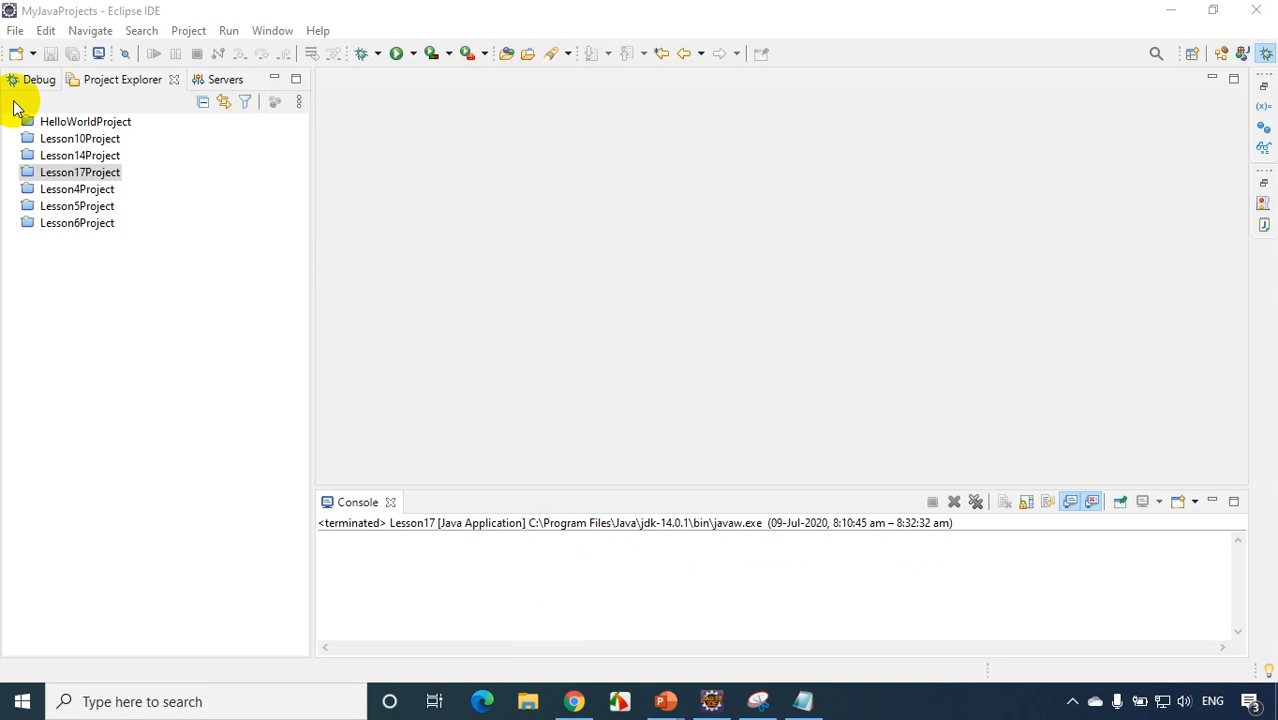 MyJavaProjects - Eclipse IDE
File Edit Navigate Search Project Run Window Help
Debug Project Explorer Servers
HelloWorldProject
Lesson10Project
Lesson14Project
Lesson17Project
Lesson4Project
Lesson5Project
Lesson6Project
Console
<terminated> Lesson17 [Java Application] C:\Program Files\Java\jdk-14.0.1\bin\javaw.exe (09-Jul-2020, 8:10:45 am – 8:32:32 am)
Type here to search
ENG
3